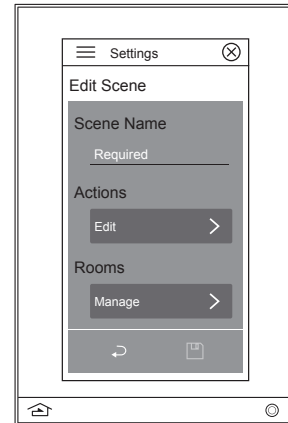 Settings
Edit Scene
Scene Name
Required
Actions
Edit
Rooms
Manage